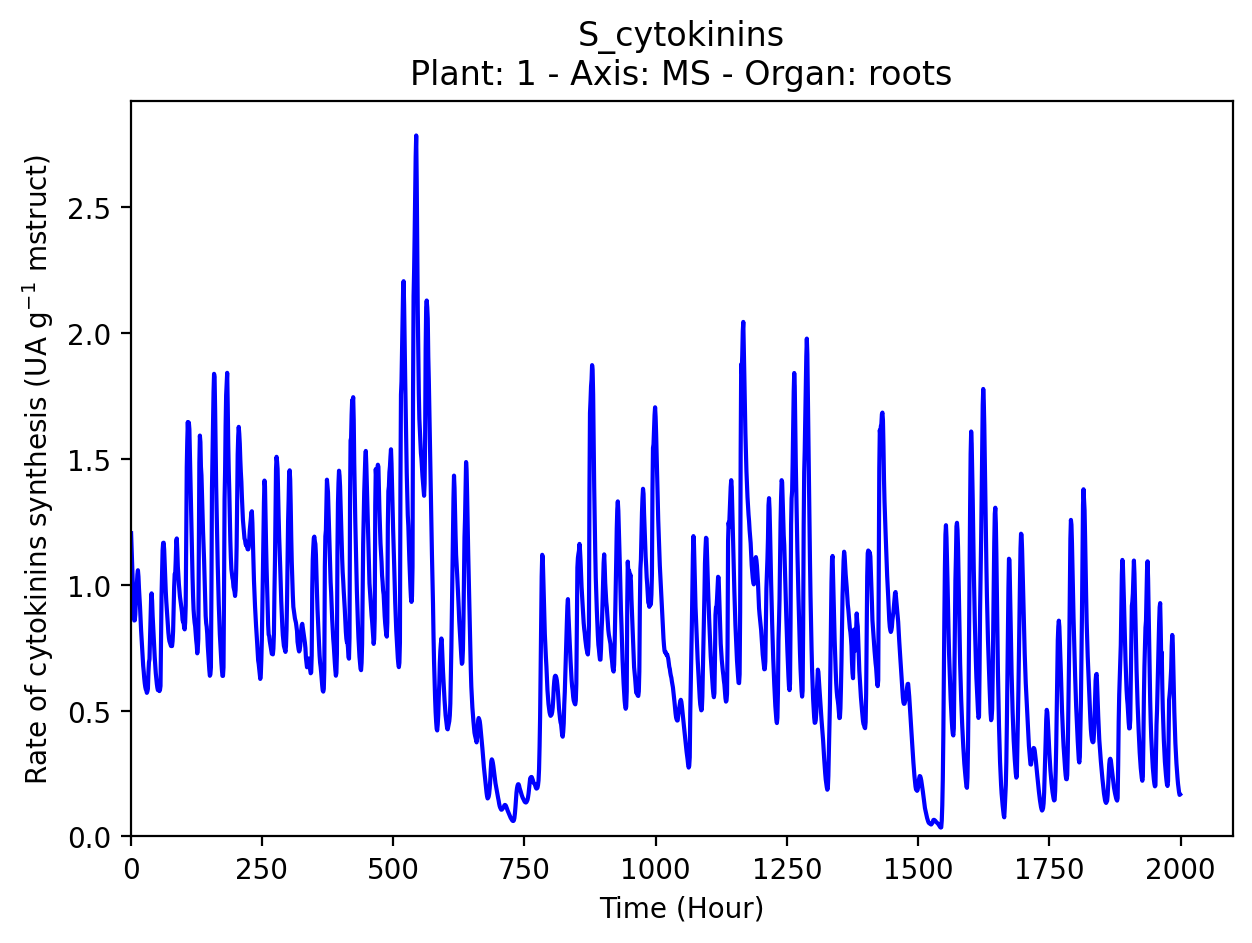 S_cytokinins
Plant: 1 - Axis: MS - Organ: roots
Rate of cytokinins synthesis (UA g⁻¹ mstruct)
2.5
2.0
1.5
1.0
0.5
0.0
0 250 500 750 1000 1250 1500 1750 2000
Time (Hour)